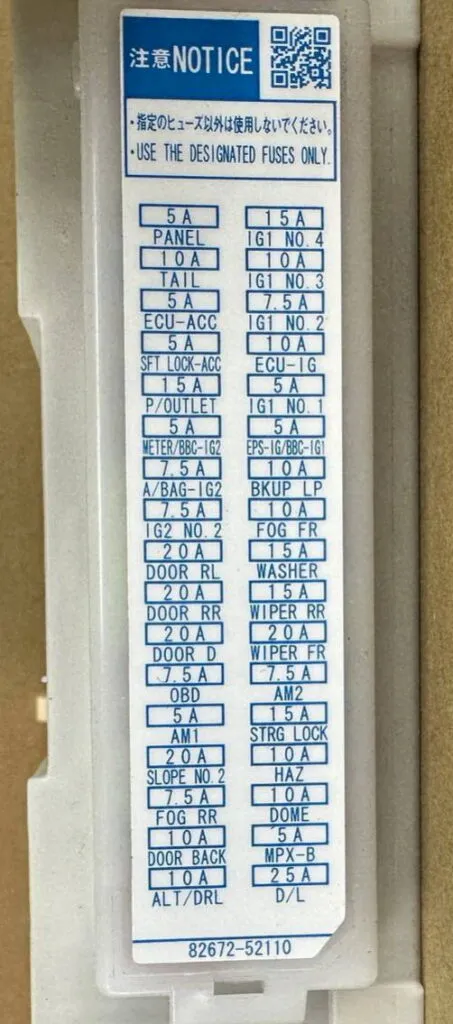 注意 NOTICE
・指定のヒューズ以外は使用しないでください。
・USE THE DESIGNATED FUSES ONLY.
5A 15A
PANEL IG1 NO.4
10A 10A
TAIL IG1 NO.3
5A 7.5A
ECU-ACC IG1 NO.2
5A 10A
SFT LOCK-ACC ECU-IG
15A 5A
P/OUTLET IG1 NO.1
5A 5A
METER/BBC-IG2 EPS-IG/BBC-IG1
7.5A 10A
A/BAG-IG2 BKUP LP
7.5A 10A
IG2 NO.2 FOG FR
20A 15A
DOOR RL WASHER
20A 15A
DOOR RR WIPER RR
20A 20A
DOOR D WIPER FR
7.5A 7.5A
OBD AM2
5A 15A
AM1 STRG LOCK
20A 10A
SLOPE NO.2 HAZ
7.5A 10A
FOG RR DOME
10A 5A
DOOR BACK MPX-B
10A 25A
ALT/DRL D/L
82672-52110